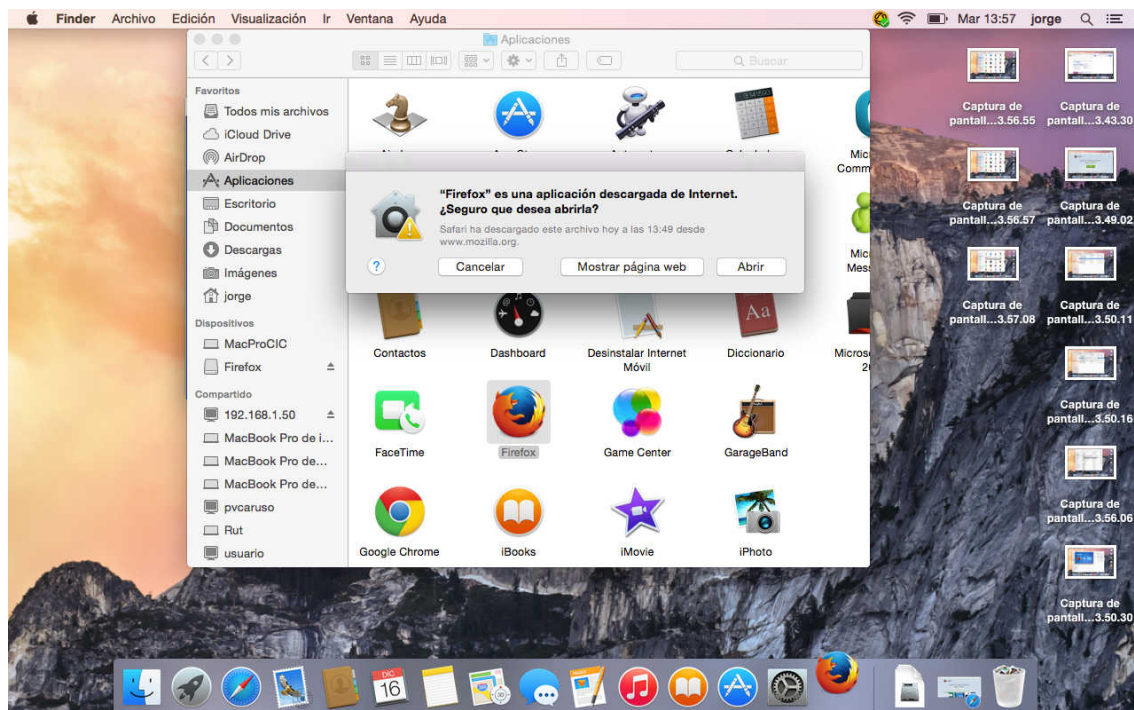 Finder Archivo Edición Visualización Ir Ventana Ayuda Mar 13:57 jorge
Aplicaciones
Buscar
Favoritos
Todos mis archivos
iCloud Drive
AirDrop
Aplicaciones
Escritorio
Documentos
Descargas
Imágenes
jorge
Dispositivos
MacProCIC
Firefox
Compartido
192.168.1.50
MacBook Pro de i...
MacBook Pro de...
MacBook Pro de...
pvcaruso
Rut
usuario
“Firefox” es una aplicación descargada de Internet.
¿Seguro que desea abrirla?
Safari ha descargado este archivo hoy a las 13:49 desde
www.mozilla.org.
? Cancelar Mostrar página web Abrir
Contactos Dashboard Desinstalar Internet
Móvil
Diccionario
FaceTime Firefox Game Center GarageBand
Google Chrome iBooks iMovie iPhoto
Captura de
pantall...3.56.55
Captura de
pantall...3.43.30
Captura de
pantall...3.56.57
Captura de
pantall...3.49.02
Captura de
pantall...3.57.08
Captura de
pantall...3.50.11
Captura de
pantall...3.50.16
Captura de
pantall...3.56.06
Captura de
pantall...3.50.30
Aa
DIC
16